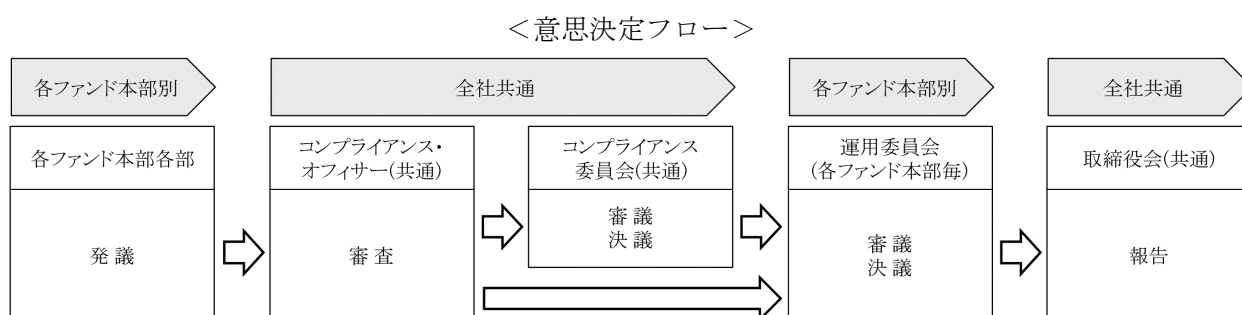 ＜意思決定フロー＞
各ファンド本部別
全社共通
各ファンド本部別
全社共通
各ファンド本部各部
発 議
コンプライアンス・
オフィサー(共通)
審 査
コンプライアンス
委員会(共通)
審 議
決 議
運用委員会
(各ファンド本部毎)
審 議
決 議
取締役会(共通)
報告